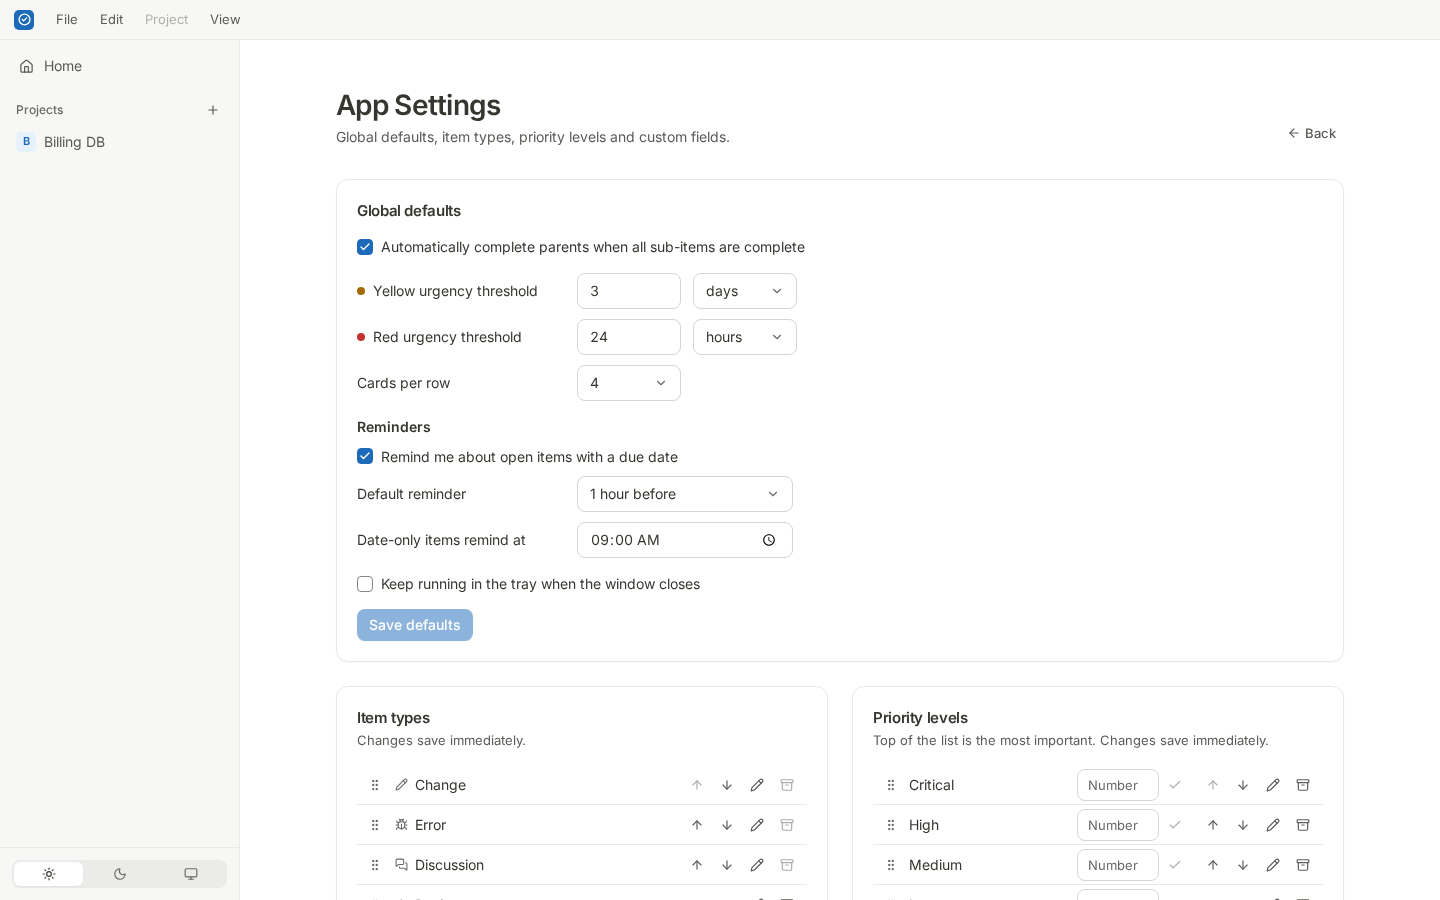 File Edit Project View
Home
Projects
B Billing DB
App Settings
Global defaults, item types, priority levels and custom fields.
Back
Global defaults
Automatically complete parents when all sub-items are complete
Yellow urgency threshold 3 days
Red urgency threshold 24 hours
Cards per row 4
Reminders
Remind me about open items with a due date
Default reminder 1 hour before
Date-only items remind at 09:00 AM
Keep running in the tray when the window closes
Save defaults
Item types
Changes save immediately.
Change
Error
Discussion
Priority levels
Top of the list is the most important. Changes save immediately.
Critical Number
High Number
Medium Number